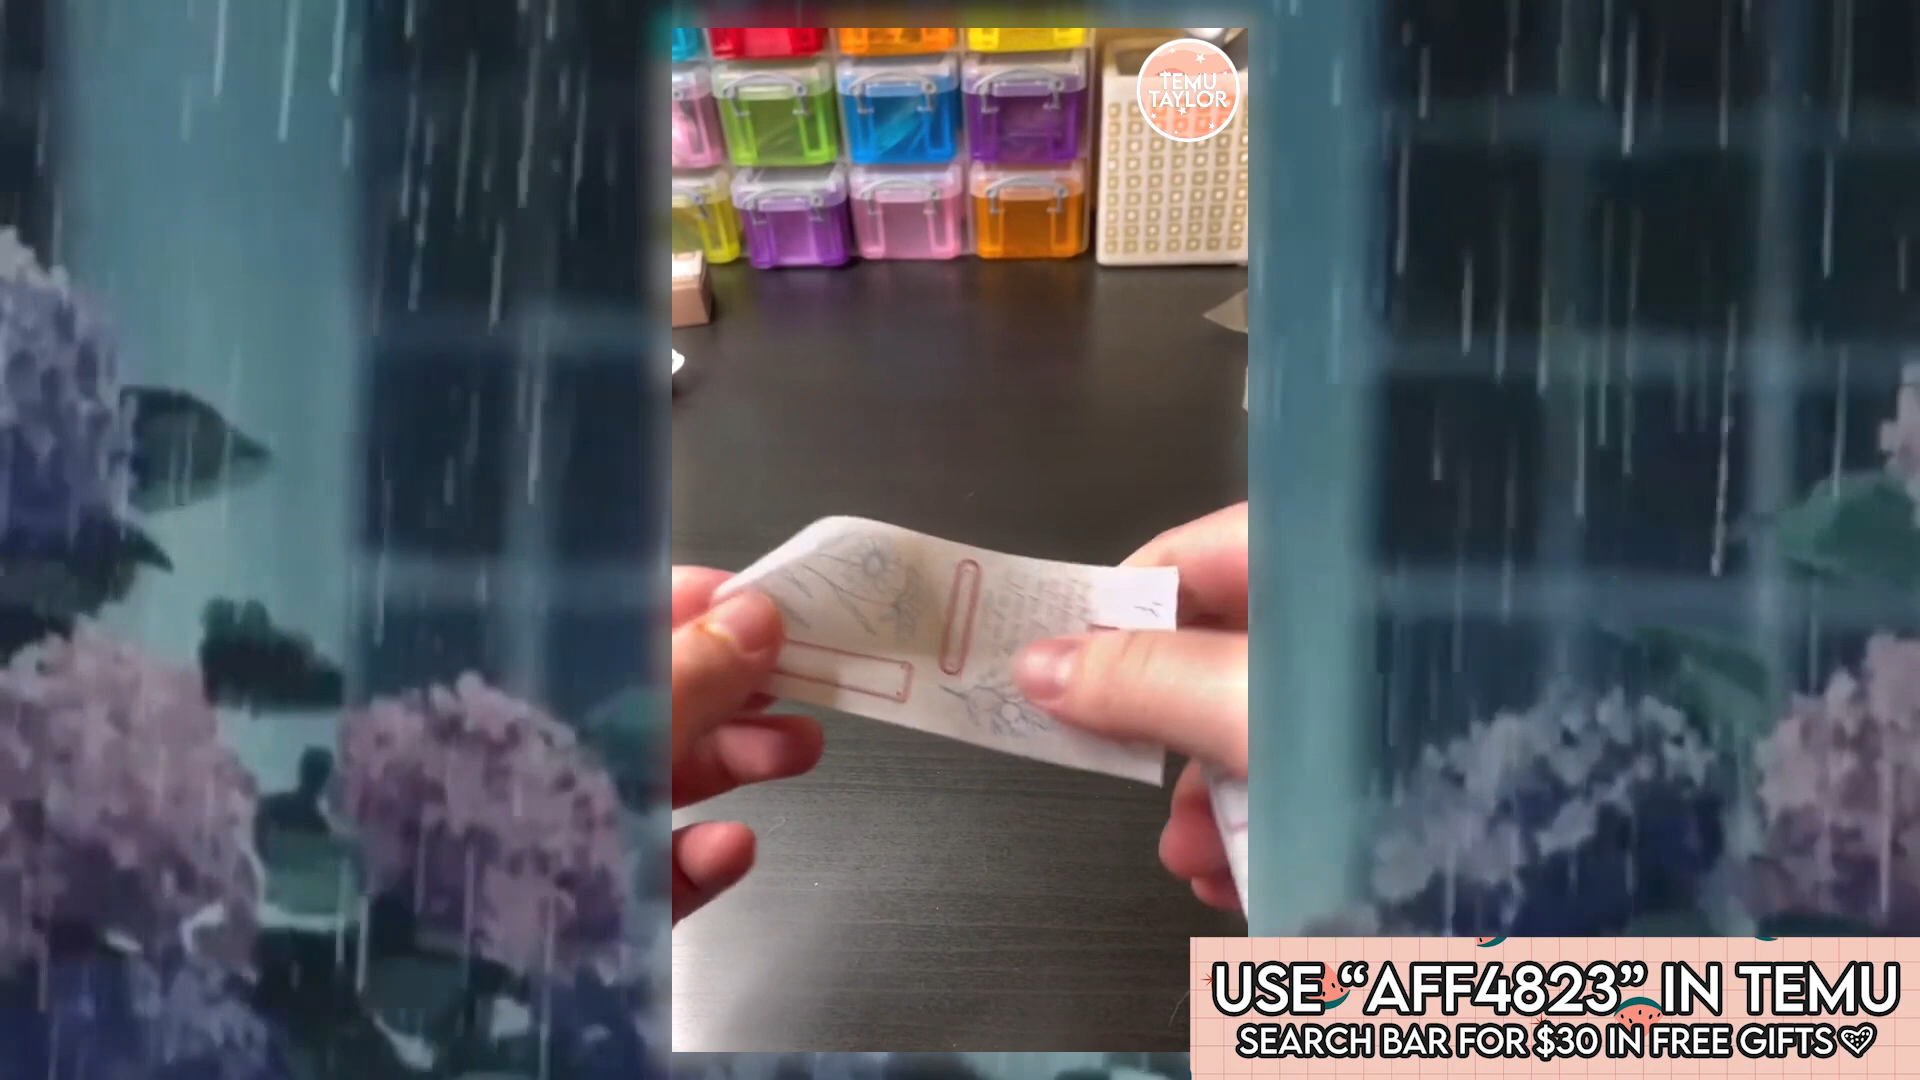 TEMU
TAYLOR
USE “AFF4823” IN TEMU
SEARCH BAR FOR $30 IN FREE GIFTS